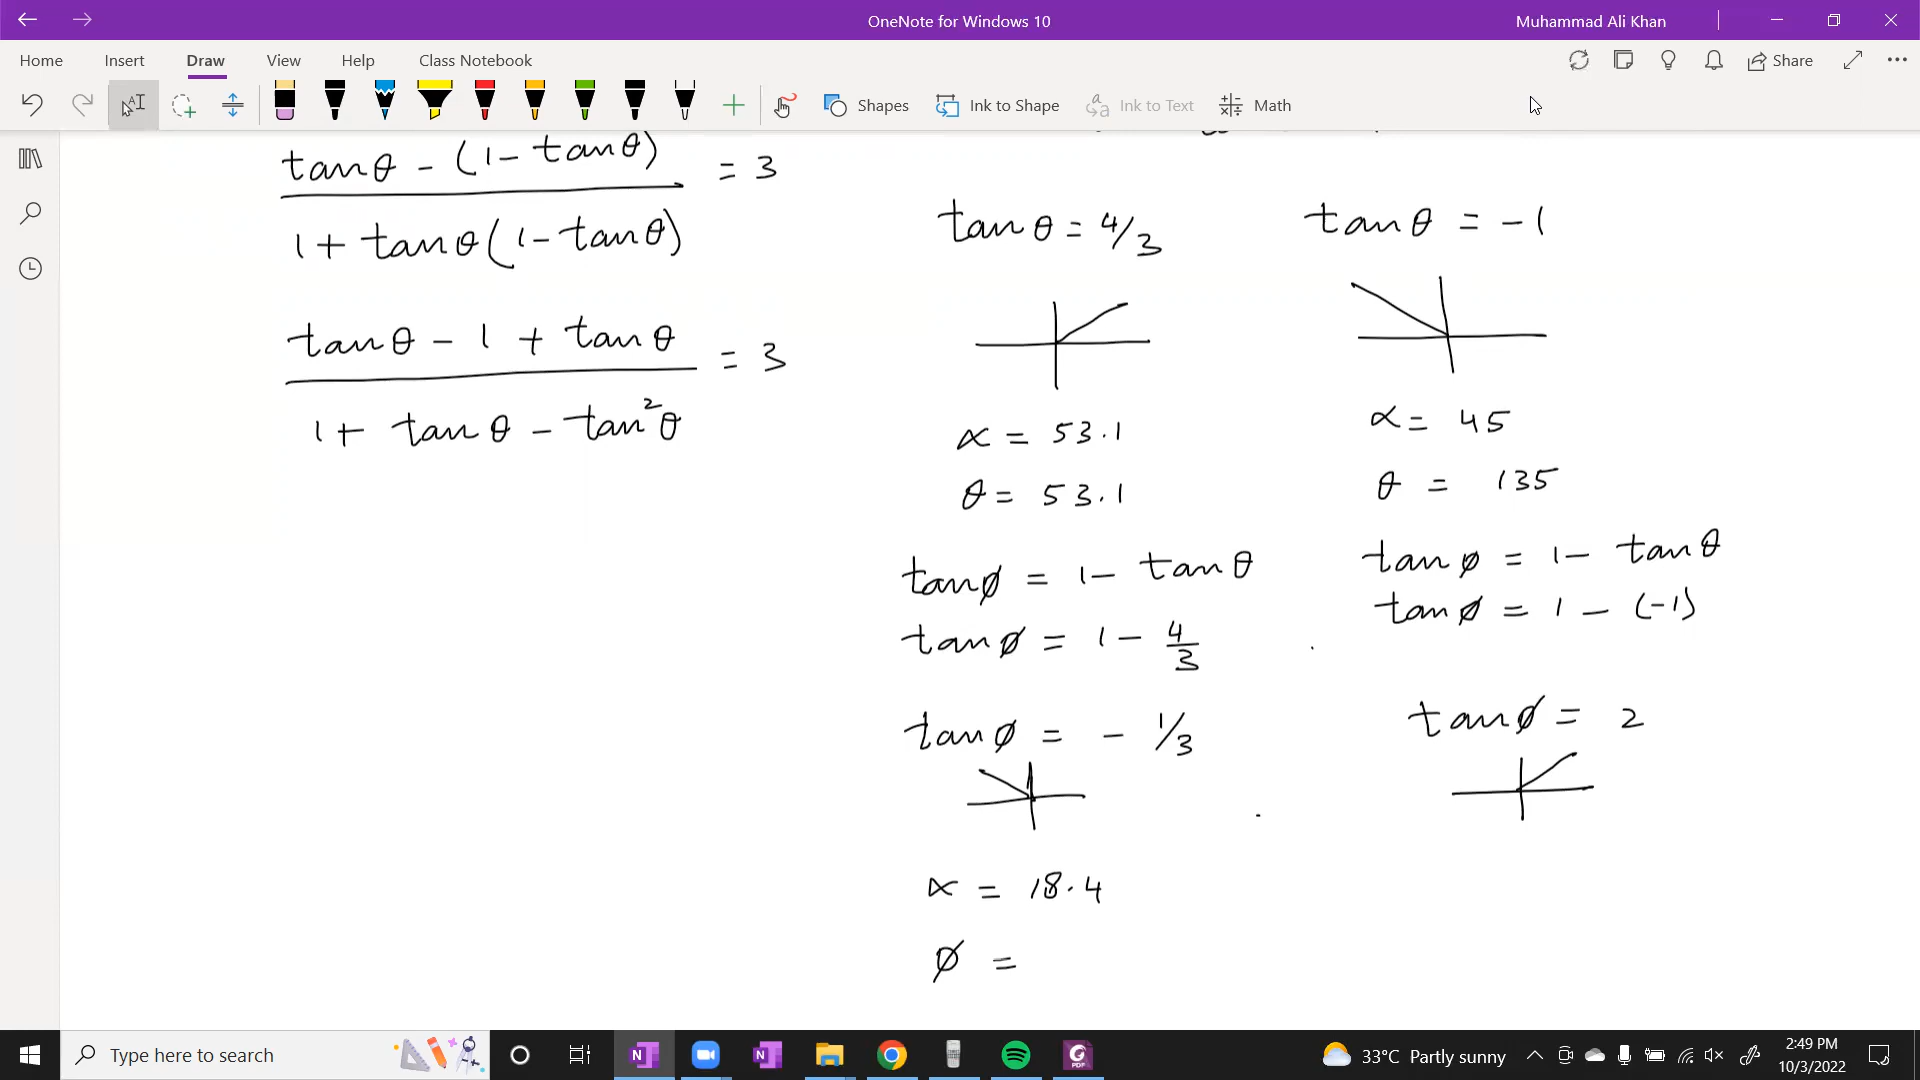 OneNote for Windows 10
Muhammad Ali Khan
Home Insert Draw View Help Class Notebook
Share
Shapes Ink to Shape Ink to Text Math
tanθ - (1 - tanθ) / 1 + tanθ(1 - tanθ) = 3
tanθ - 1 + tanθ / 1 + tanθ - tan²θ = 3
tanθ = 4/3
α = 53.1
θ = 53.1
tanø = 1 - tanθ
tanø = 1 - 4/3
tanø = - 1/3
α = 18.4
ø =
tanθ = -1
α = 45
θ = 135
tanø = 1 - tanθ
tanø = 1 - (-1)
tanø = 2
Type here to search
33°C Partly sunny
2:49 PM
10/3/2022